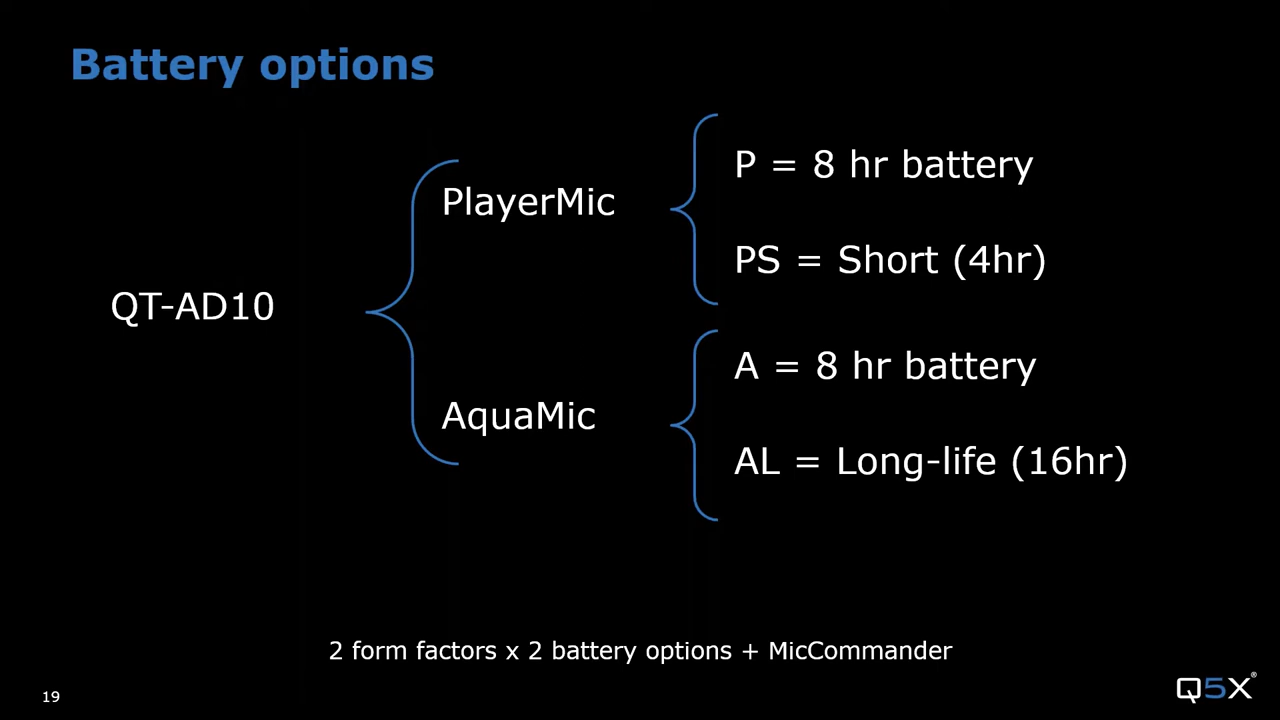 Battery options
PlayerMic
P = 8 hr battery
PS = Short (4hr)
QT-AD10
AquaMic
A = 8 hr battery
AL = Long-life (16hr)
2 form factors x 2 battery options + MicCommander
19
Q5X®